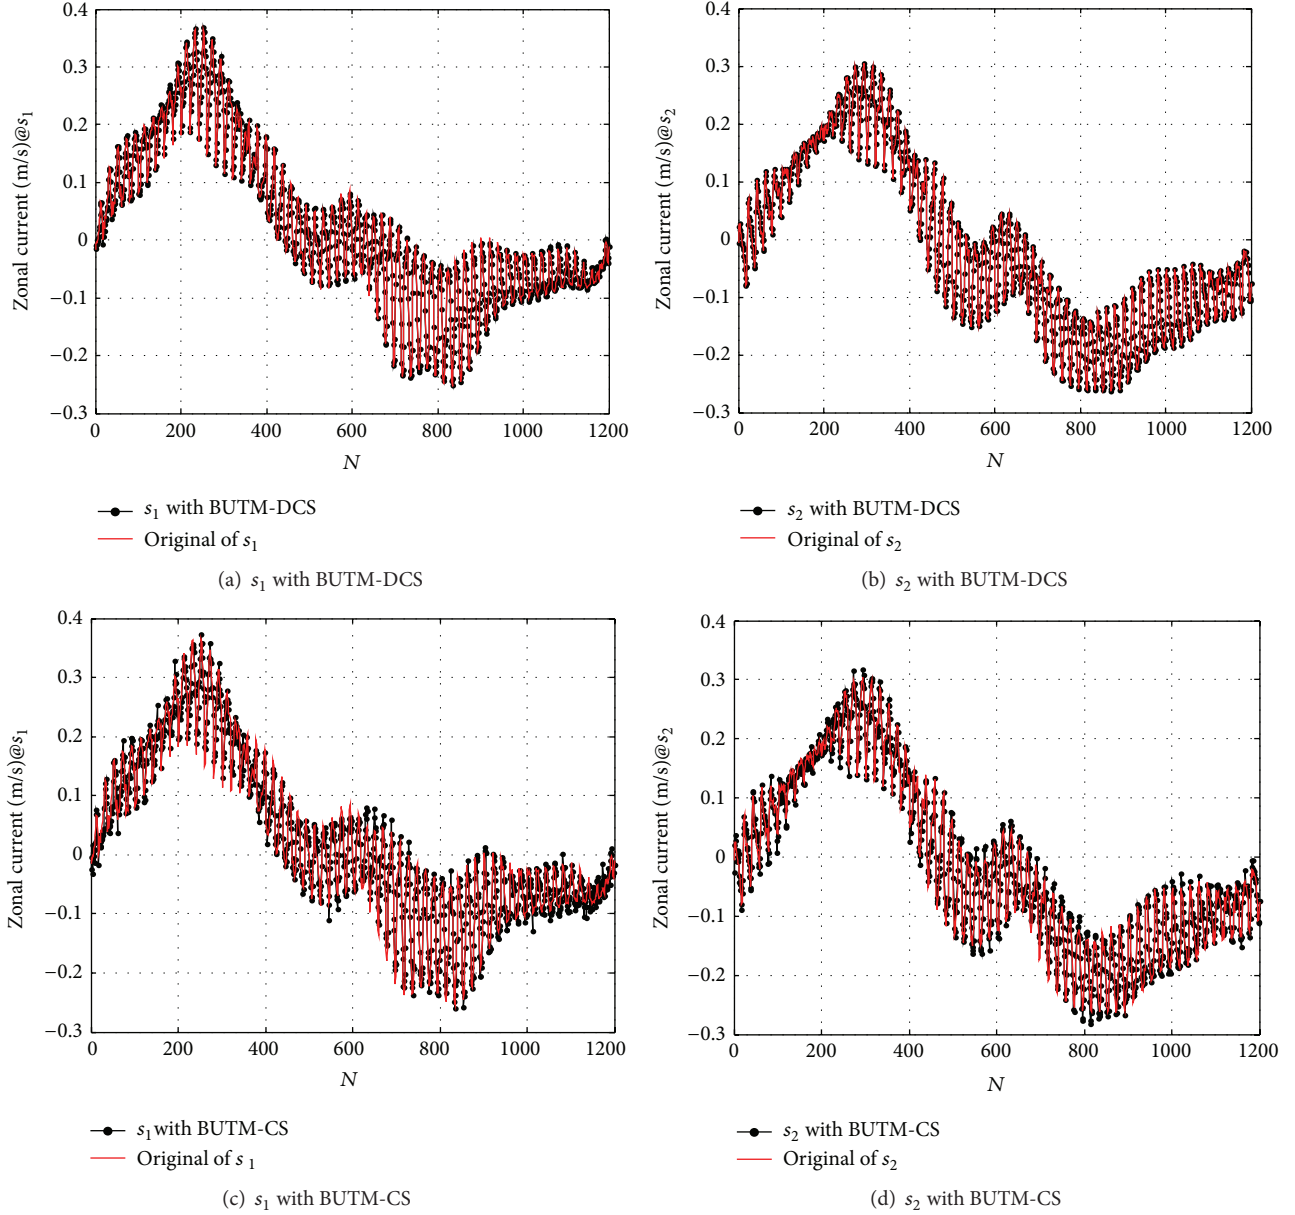 0.4
0.3
0.2
0.1
0
−0.1
−0.2
−0.3
Zonal current (m/s)@s1
0 200 400 600 800 1000 1200
N
s1 with BUTM-DCS
Original of s1
(a) s1 with BUTM-DCS
0.4
0.3
0.2
0.1
0
−0.1
−0.2
−0.3
Zonal current (m/s)@s2
0 200 400 600 800 1000 1200
N
s2 with BUTM-DCS
Original of s2
(b) s2 with BUTM-DCS
0.4
0.3
0.2
0.1
0
−0.1
−0.2
−0.3
Zonal current (m/s)@s1
0 200 400 600 800 1000 1200
N
s1 with BUTM-CS
Original of s1
(c) s1 with BUTM-CS
0.4
0.3
0.2
0.1
0
−0.1
−0.2
−0.3
Zonal current (m/s)@s2
0 200 400 600 800 1000 1200
N
s2 with BUTM-CS
Original of s2
(d) s2 with BUTM-CS